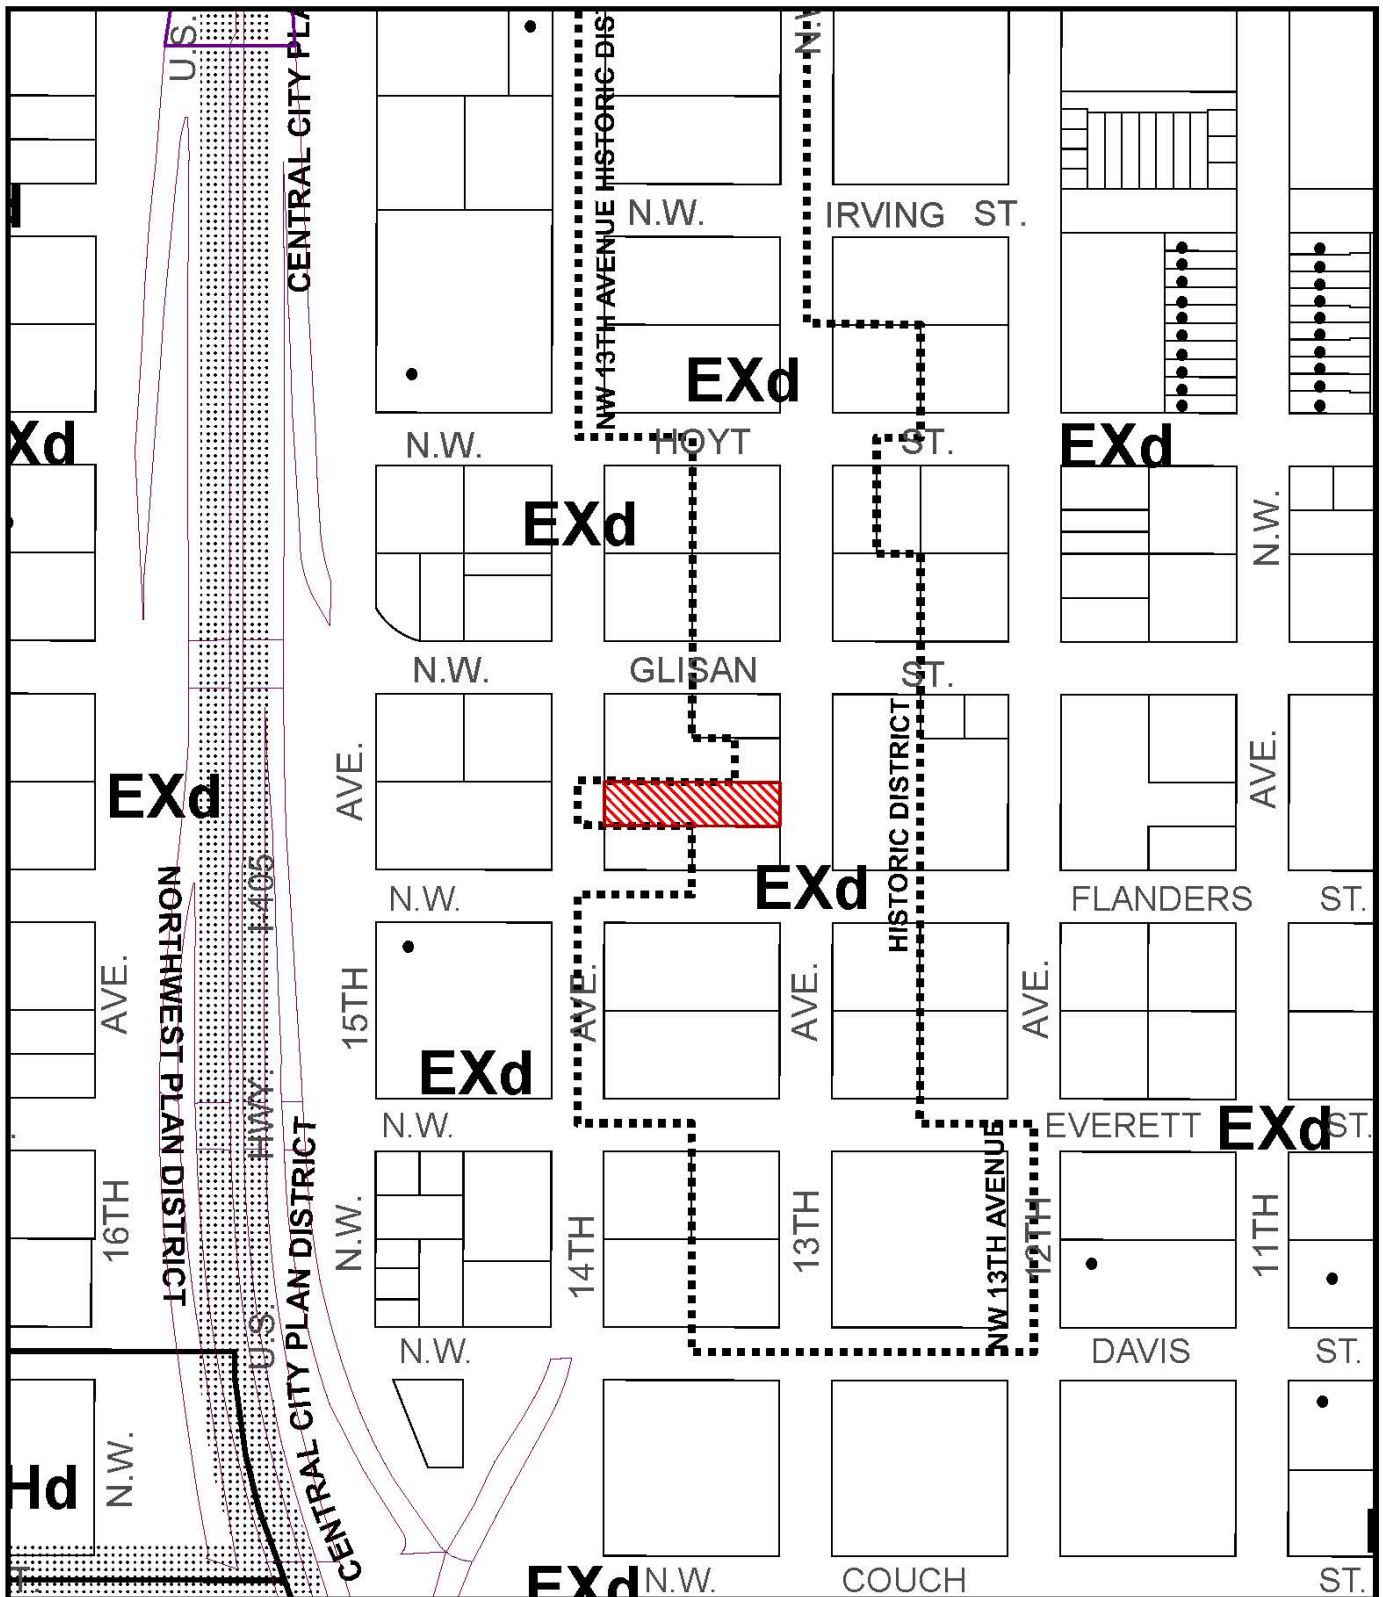 U.S.
CENTRAL CITY PLA
NW 13TH AVENUE HISTORIC DIS
N.W.
IRVING ST.
EXd
Xd
N.W.
HOYT
ST.
EXd
EXd
N.W.
N.W.
GLISAN
ST.
HISTORIC DISTRICT
AVE.
AVE.
EXd
I-405
NORTHWEST PLAN DISTRICT
N.W.
EXd
FLANDERS
ST.
AVE.
15TH
AVE.
AVE.
AVE.
EXd
HWY.
N.W.
EVERETT
EXd
ST.
CENTRAL CITY PLAN DISTRICT
16TH
N.W.
14TH
13TH
NW 13TH AVENUE
12TH
11TH
U.S.
N.W.
DAVIS
ST.
N.W.
Hd
CENTRAL
EXd
N.W.
COUCH
ST.